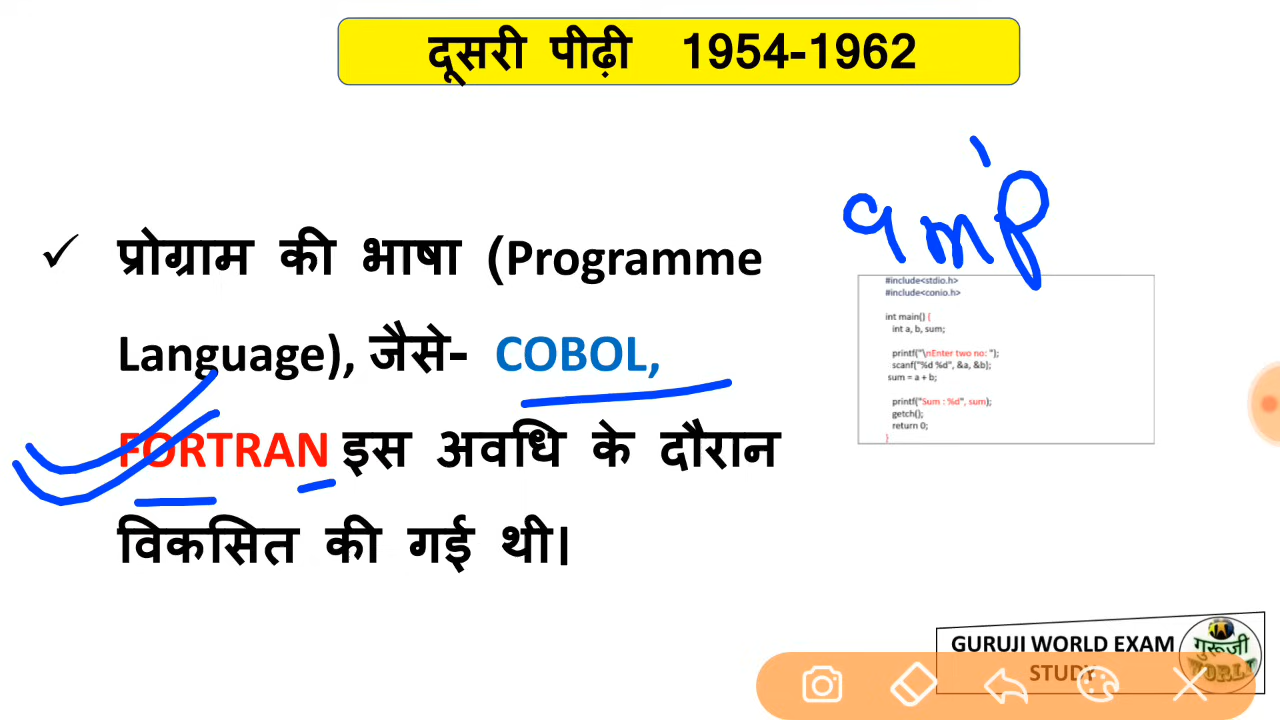 दूसरी पीढ़ी 1954-1962
✓ प्रोग्राम की भाषा (Programme
Language), जैसे- COBOL,
FORTRAN इस अवधि के दौरान
विकसित की गई थी।
imp
#include<stdio.h>
#include<conio.h>
int main() {
int a, b, sum;
printf("\nEnter two no: ");
scanf("%d %d", &a, &b);
sum = a + b;
printf("Sum : %d", sum);
getch();
return 0;
}
GURUJI WORLD EXAM
STUDY
गुरूजी
WORLD